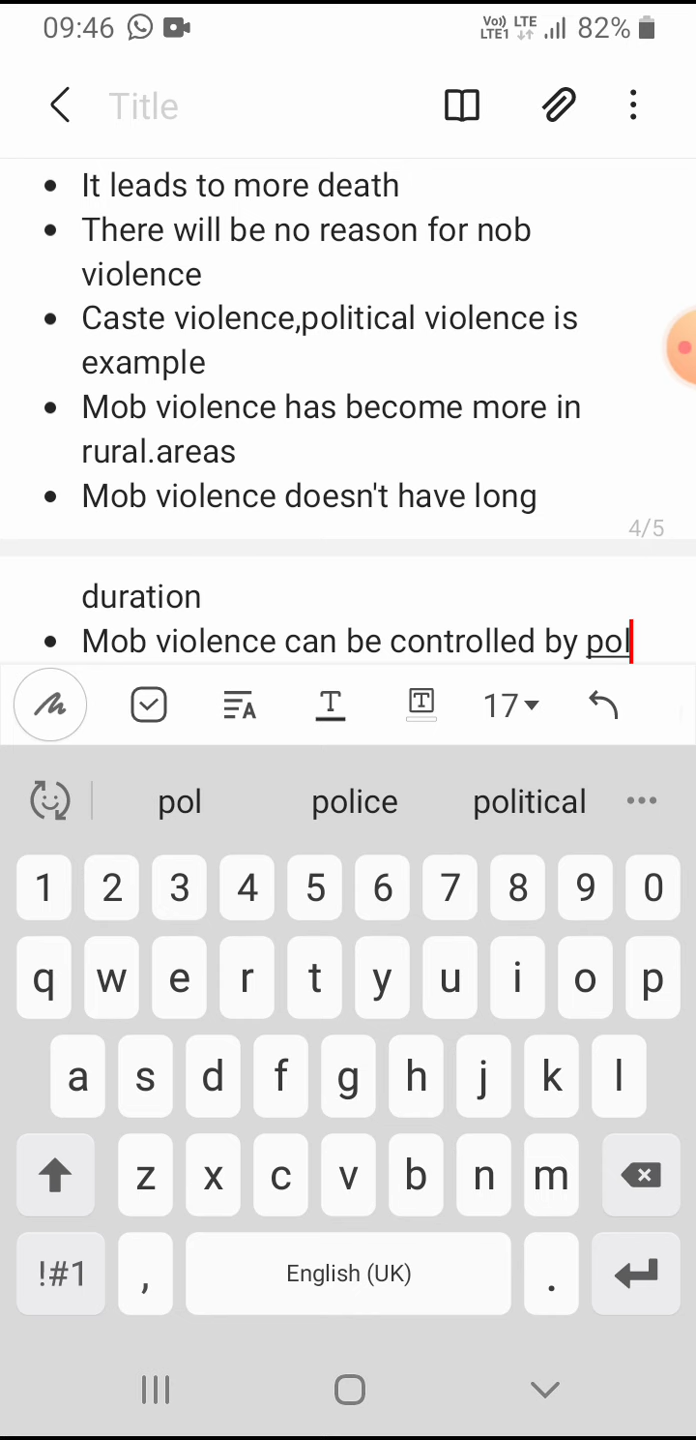 09:46 Vo)) LTE LTE1 82%
Title
• It leads to more death
• There will be no reason for nob
violence
• Caste violence,political violence is
example
• Mob violence has become more in
rural.areas
• Mob violence doesn't have long
4/5
duration
• Mob violence can be controlled by pol
T 17
pol police political •••
1 2 3 4 5 6 7 8 9 0
q w e r t y u i o p
a s d f g h j k l
z x c v b n m
!#1 , English (UK) .